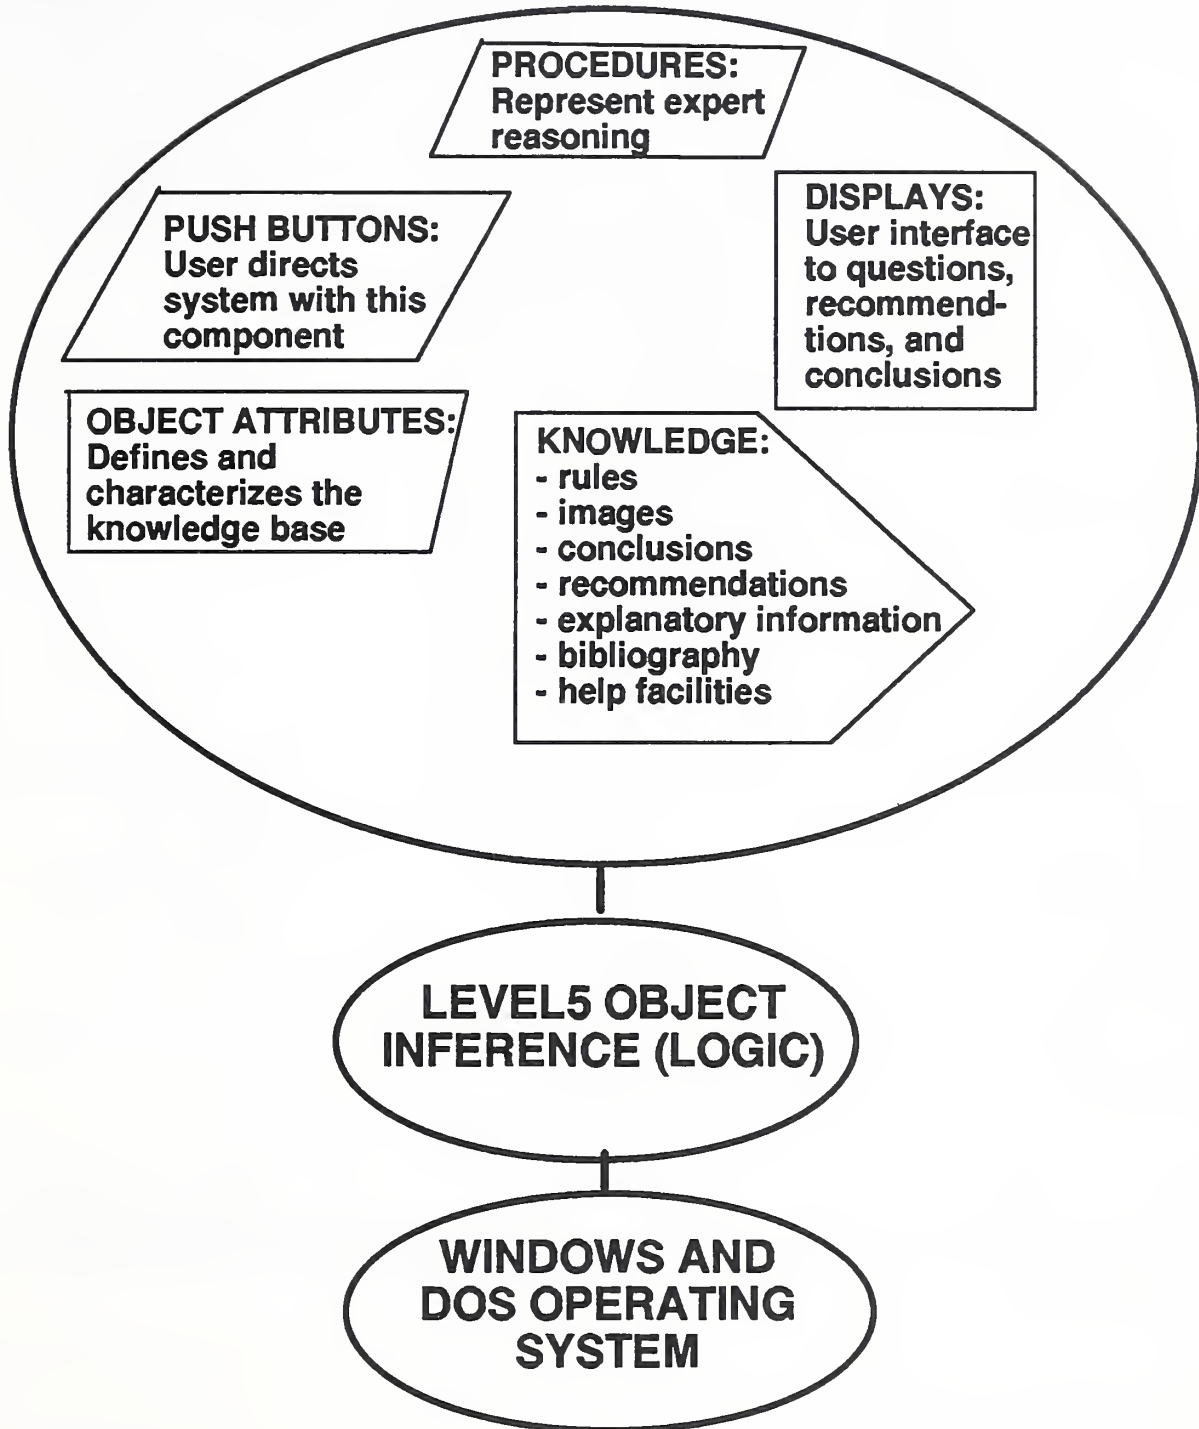 PROCEDURES:
Represent expert
reasoning
PUSH BUTTONS:
User directs
system with this
component
DISPLAYS:
User interface
to questions,
recommend-
tions, and
conclusions
OBJECT ATTRIBUTES:
Defines and
characterizes the
knowledge base
KNOWLEDGE:
- rules
- images
- conclusions
- recommendations
- explanatory information
- bibliography
- help facilities
LEVEL5 OBJECT
INFERENCE (LOGIC)
WINDOWS AND
DOS OPERATING
SYSTEM